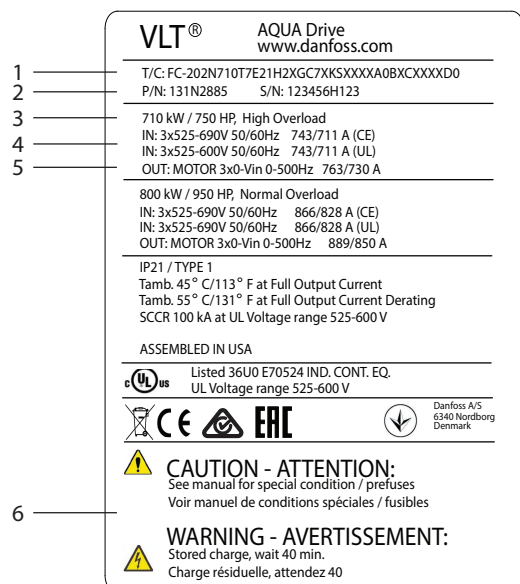 VLT® AQUA Drive
www.danfoss.com
1 T/C: FC-202N710T7E21H2XGC7XKSXXXXA0BXCXXXXD0
2 P/N: 131N2885 S/N: 123456H123
3 710 kW / 750 HP, High Overload
4 IN: 3x525-690V 50/60Hz 743/711 A (CE)
IN: 3x525-600V 50/60Hz 743/711 A (UL)
5 OUT: MOTOR 3x0-Vin 0-500Hz 763/730 A
800 kW / 950 HP, Normal Overload
IN: 3x525-690V 50/60Hz 866/828 A (CE)
IN: 3x525-690V 50/60Hz 866/828 A (UL)
OUT: MOTOR 3x0-Vin 0-500Hz 889/850 A
IP21 / TYPE 1
Tamb. 45° C/113° F at Full Output Current
Tamb. 55° C/131° F at Full Output Current Derating
SCCR 100 kA at UL Voltage range 525-600 V
ASSEMBLED IN USA
c UL us Listed 36U0 E70524 IND. CONT. EQ.
UL Voltage range 525-600 V
CE EAC
Danfoss A/S
6340 Nordborg
Denmark
CAUTION - ATTENTION:
See manual for special condition / prefuses
Voir manuel de conditions spéciales / fusibles
6
WARNING - AVERTISSEMENT:
Stored charge, wait 40 min.
Charge résiduelle, attendez 40